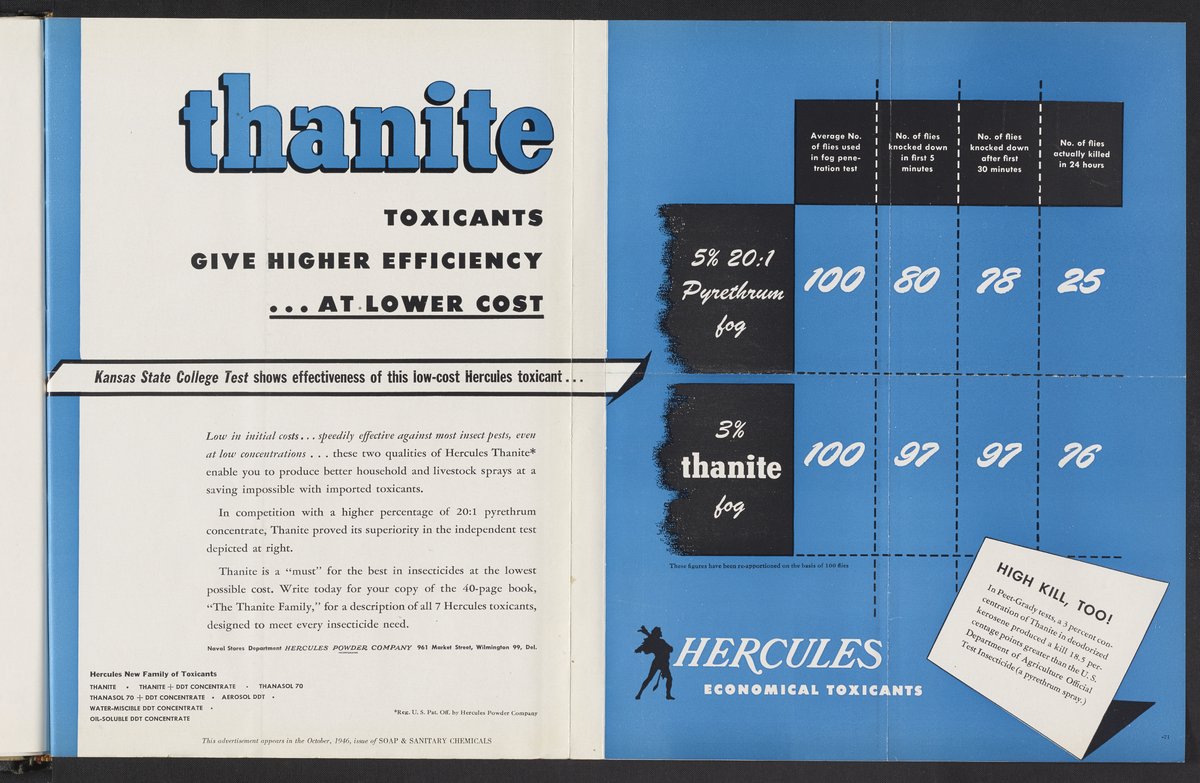 thanite
TOXICANTS
GIVE HIGHER EFFICIENCY
... AT LOWER COST
Kansas State College Test shows effectiveness of this low-cost Hercules toxicant...
Low in initial costs... speedily effective against most insect pests, even
at low concentrations . . . these two qualities of Hercules Thanite*
enable you to produce better household and livestock sprays at a
saving impossible with imported toxicants.
In competition with a higher percentage of 20:1 pyrethrum
concentrate, Thanite proved its superiority in the independent test
depicted at right.
Thanite is a “must” for the best in insecticides at the lowest
possible cost. Write today for your copy of the 40-page book,
“The Thanite Family,” for a description of all 7 Hercules toxicants,
designed to meet every insecticide need.
Naval Stores Department HERCULES POWDER COMPANY 961 Market Street, Wilmington 99, Del.
Hercules New Family of Toxicants
THANITE • THANITE + DDT CONCENTRATE • THANASOL 70
THANASOL 70 + DDT CONCENTRATE • AEROSOL DDT •
WATER-MISCIBLE DDT CONCENTRATE •
OIL-SOLUBLE DDT CONCENTRATE
*Reg. U. S. Pat. Off. by Hercules Powder Company
This advertisement appears in the October, 1946, issue of SOAP & SANITARY CHEMICALS
Average No.
of flies used
in fog pene-
tration test
No. of flies
knocked down
in first 5
minutes
No. of flies
knocked down
after first
30 minutes
No. of flies
actually killed
in 24 hours
5% 20:1
Pyrethrum
fog
100 80 78 25
3%
thanite
fog
100 97 97 76
These figures have been re-apportioned on the basis of 100 flies
HIGH KILL, TOO!
In Peet-Grady tests, a 3 percent con-
centration of Thanite in deodorized
kerosene produced a kill 18.5 per-
centage points greater than the U. S.
Department of Agriculture Official
Test Insecticide (a pyrethrum spray.)
HERCULES
ECONOMICAL TOXICANTS